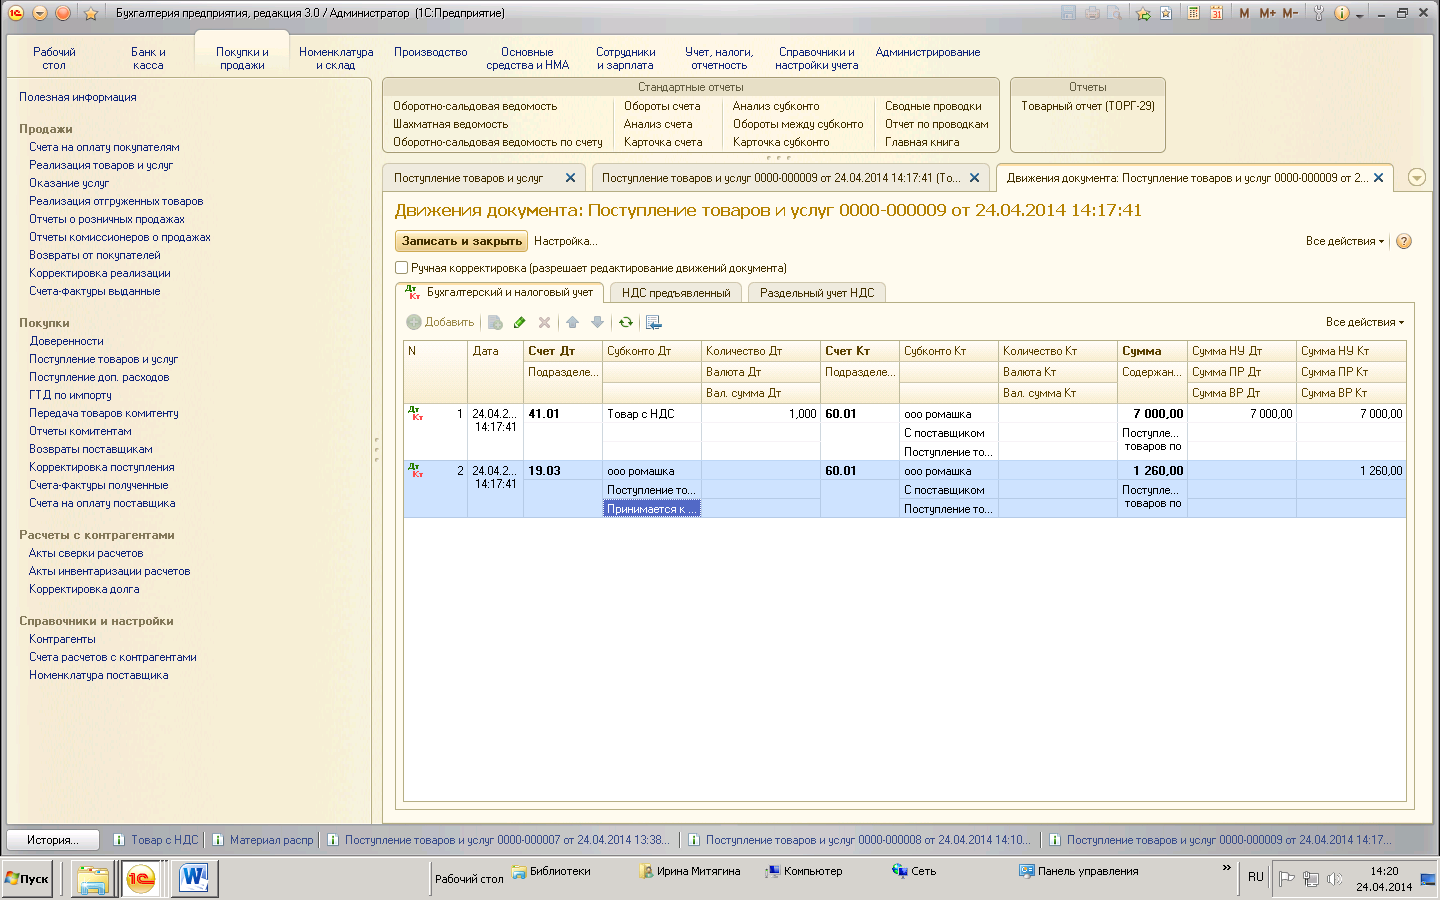 Бухгалтерия предприятия, редакция 3.0 / Администратор (1С:Предприятие)
M M+ M-
Рабочий стол
Банк и касса
Покупки и продажи
Номенклатура и склад
Производство
Основные средства и НМА
Сотрудники и зарплата
Учет, налоги, отчетность
Справочники и настройки учета
Администрирование
Полезная информация
Продажи
Счета на оплату покупателям
Реализация товаров и услуг
Оказание услуг
Реализация отгруженных товаров
Отчеты о розничных продажах
Отчеты комиссионеров о продажах
Возвраты от покупателей
Корректировка реализации
Счета-фактуры выданные
Покупки
Доверенности
Поступление товаров и услуг
Поступление доп. расходов
ГТД по импорту
Передача товаров комитенту
Отчеты комитентам
Возвраты поставщикам
Корректировка поступления
Счета-фактуры полученные
Счета на оплату поставщика
Расчеты с контрагентами
Акты сверки расчетов
Акты инвентаризации расчетов
Корректировка долга
Справочники и настройки
Контрагенты
Счета расчетов с контрагентами
Номенклатура поставщика
Стандартные отчеты
Оборотно-сальдовая ведомость
Обороты счета
Анализ субконто
Сводные проводки
Шахматная ведомость
Анализ счета
Обороты между субконто
Отчет по проводкам
Оборотно-сальдовая ведомость по счету
Карточка счета
Карточка субконто
Главная книга
Отчеты
Товарный отчет (ТОРГ-29)
Поступление товаров и услуг
Поступление товаров и услуг 0000-000009 от 24.04.2014 14:17:41 (То...
Движения документа: Поступление товаров и услуг 0000-000009 от 2...
Движения документа: Поступление товаров и услуг 0000-000009 от 24.04.2014 14:17:41
Записать и закрыть
Настройка...
Все действия
Ручная корректировка (разрешает редактирование движений документа)
Бухгалтерский и налоговый учет
НДС предъявленный
Раздельный учет НДС
Добавить
Все действия
N Дата Счет Дт Субконто Дт Количество Дт Счет Кт Субконто Кт Количество Кт Сумма Сумма НУ Дт Сумма НУ Кт
Подразделе... Валюта Дт Подразделе... Валюта Кт Содержан... Сумма ПР Дт Сумма ПР Кт
Вал. сумма Дт Вал. сумма Кт Сумма ВР Дт Сумма ВР Кт
1 24.04.2... 41.01 Товар с НДС 1,000 60.01 ооо ромашка 7 000,00 7 000,00 7 000,00
14:17:41 С поставщиком Поступле...
Поступление то... товаров по
2 24.04.2... 19.03 ооо ромашка 60.01 ооо ромашка 1 260,00 1 260,00
14:17:41 Поступление то... С поставщиком Поступле...
Принимается к ... Поступление то... товаров по
История...
Товар с НДС
Материал распр
Поступление товаров и услуг 0000-000007 от 24.04.2014 13:38...
Поступление товаров и услуг 0000-000008 от 24.04.2014 14:10...
Поступление товаров и услуг 0000-000009 от 24.04.2014 14:17...
Пуск
Рабочий стол
Библиотеки
Ирина Митягина
Компьютер
Сеть
Панель управления
»
RU
14:20
24.04.2014